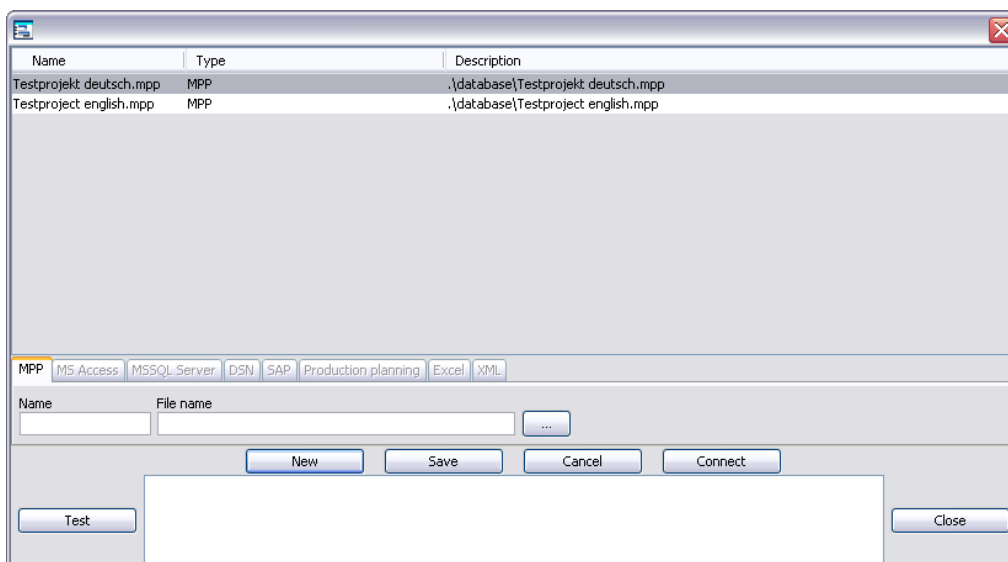 Name Type Description
Testprojekt deutsch.mpp MPP .\database\Testprojekt deutsch.mpp
Testproject english.mpp MPP .\database\Testproject english.mpp
MPP MS Access MSSQL Server DSN SAP Production planning Excel XML
Name File name
...
New Save Cancel Connect
Test Close